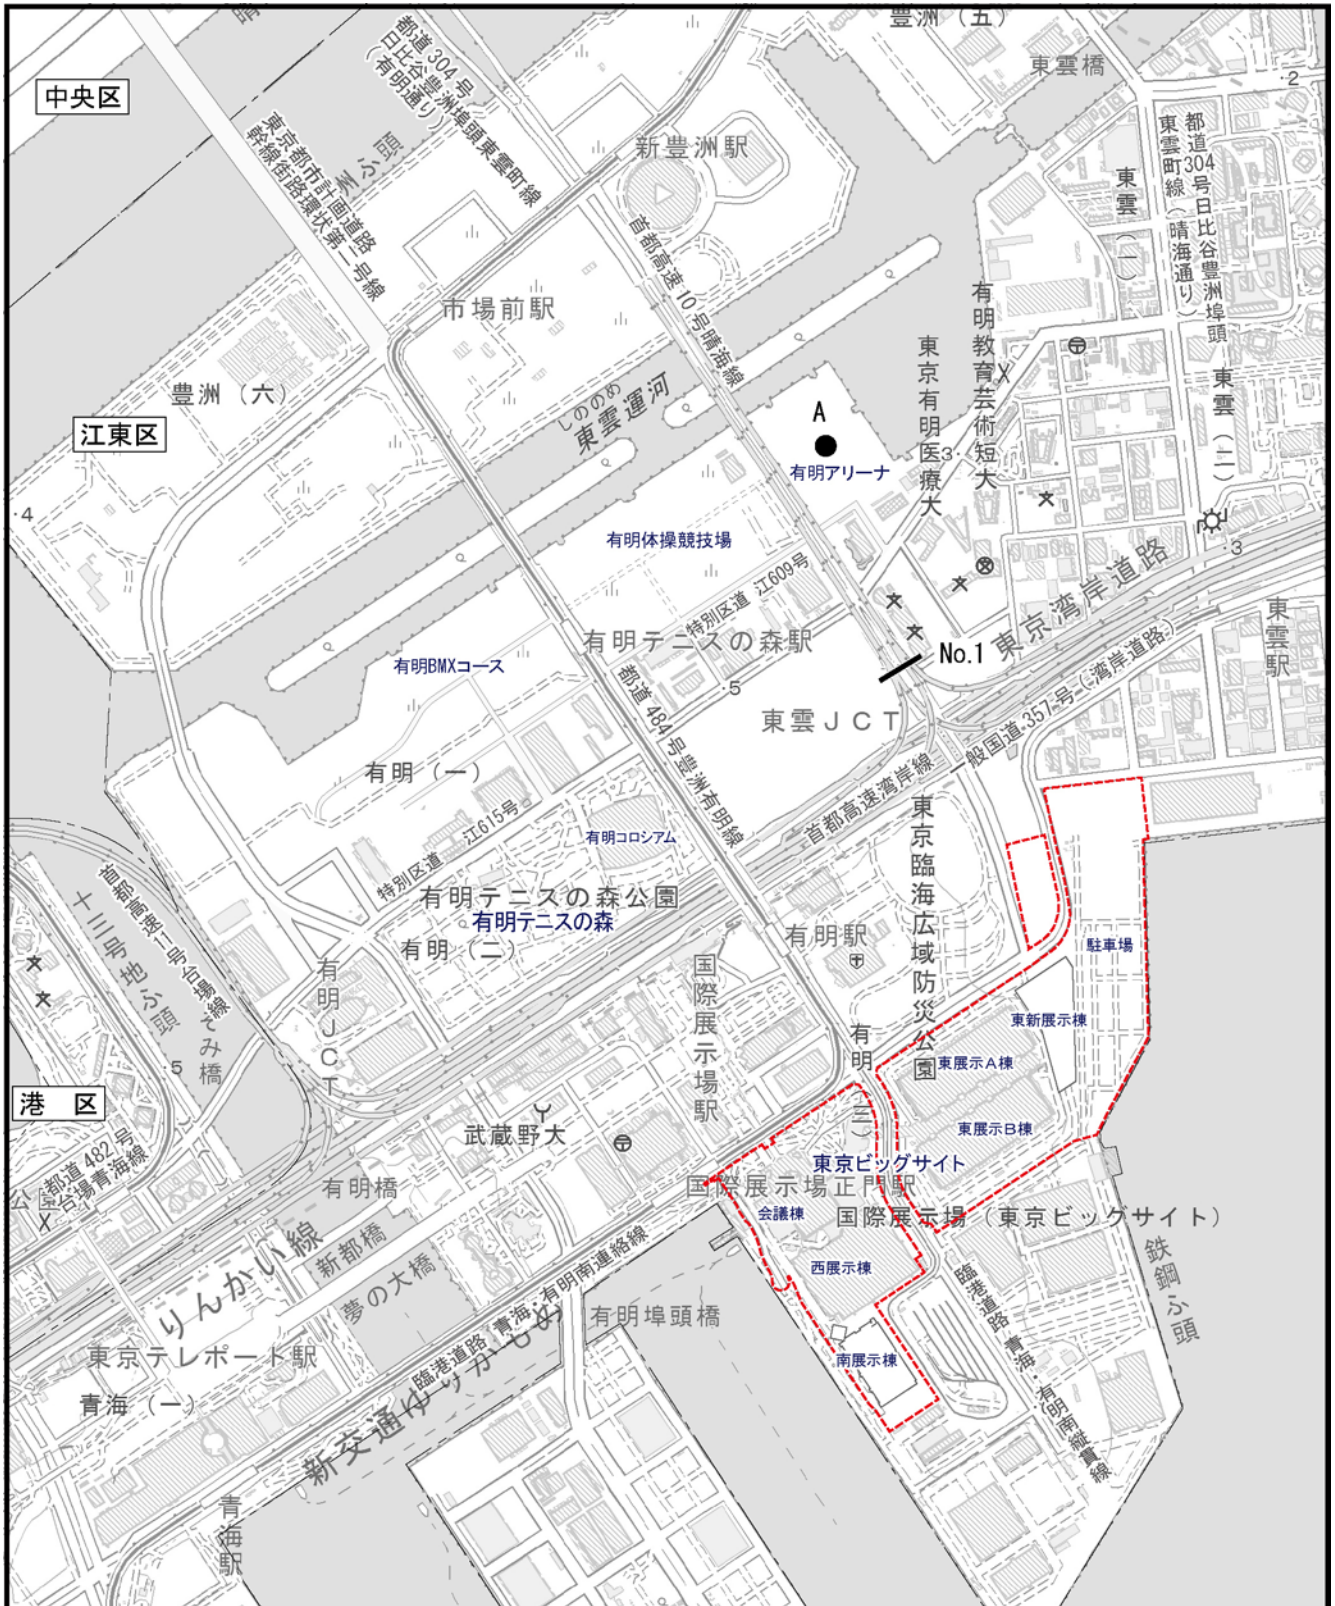 豊洲（五）
東雲橋
中央区
都道304号
日比谷豊洲埠頭東雲町線
（有明通り）
東京都市計画道路
幹線街路環状第二号線
州ふ頭
新豊洲駅
都道304号日比谷豊洲埠頭
東雲町線（晴海通り）
東雲（一）
2
首都高速10号晴海線
市場前駅
豊洲（六）
しののめ
東雲運河
有明教育芸術短大
東京有明医療大
東雲（二）
江東区
A
有明アリーナ
3
4
3
有明体操競技場
特別区道 江609号
有明テニスの森駅
No.1
東京湾岸道路
東雲駅
有明BMXコース
5
都道484号豊洲有明線
東雲JCT
一般国道357号（湾岸道路）
首都高速湾岸線
有明（一）
有明コロシアム
特別区道 江615号
東京臨海広域防災公園
有明テニスの森公園
有明テニスの森
有明（二）
十三号地ふ頭
首都高速11号台場線
のぞみ橋
有明JCT
国際展示場駅
有明駅
駐車場
東新展示棟
有明（三）
東展示A棟
東展示B棟
5
港　区
武蔵野大
都道482号
台場青海線
公園
有明橋
東京ビッグサイト
国際展示場正門駅
会議棟
国際展示場（東京ビッグサイト）
西展示棟
りんかい線
新都橋
夢の大橋
臨港道路 青海・有明南連絡線
有明埠頭橋
臨港道路 青海・有明南縦貫線
鉄鋼ふ頭
東京テレポート駅
南展示棟
青海（一）
新交通ゆりかもめ
青海駅